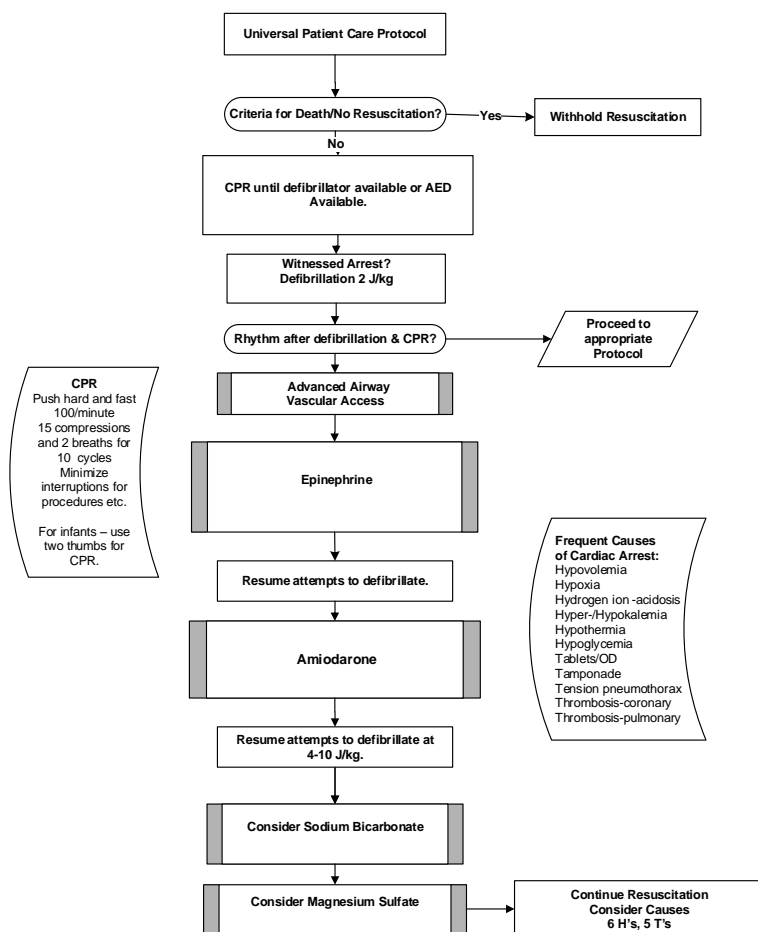 Universal Patient Care Protocol
Criteria for Death/No Resuscitation?
Yes
Withhold Resuscitation
No
CPR until defibrillator available or AED
Available.
Witnessed Arrest?
Defibrillation 2 J/kg
Rhythm after defibrillation & CPR?
Proceed to
appropriate
Protocol
Advanced Airway
Vascular Access
CPR
Push hard and fast
100/minute
15 compressions
and 2 breaths for
10 cycles
Minimize
interruptions for
procedures etc.
For infants – use
two thumbs for
CPR.
Epinephrine
Resume attempts to defibrillate.
Frequent Causes
of Cardiac Arrest:
Hypovolemia
Hypoxia
Hydrogen ion -acidosis
Hyper-/Hypokalemia
Hypothermia
Hypoglycemia
Tablets/OD
Tamponade
Tension pneumothorax
Thrombosis-coronary
Thrombosis-pulmonary
Amiodarone
Resume attempts to defibrillate at
4-10 J/kg.
Consider Sodium Bicarbonate
Consider Magnesium Sulfate
Continue Resuscitation
Consider Causes
6 H's, 5 T's